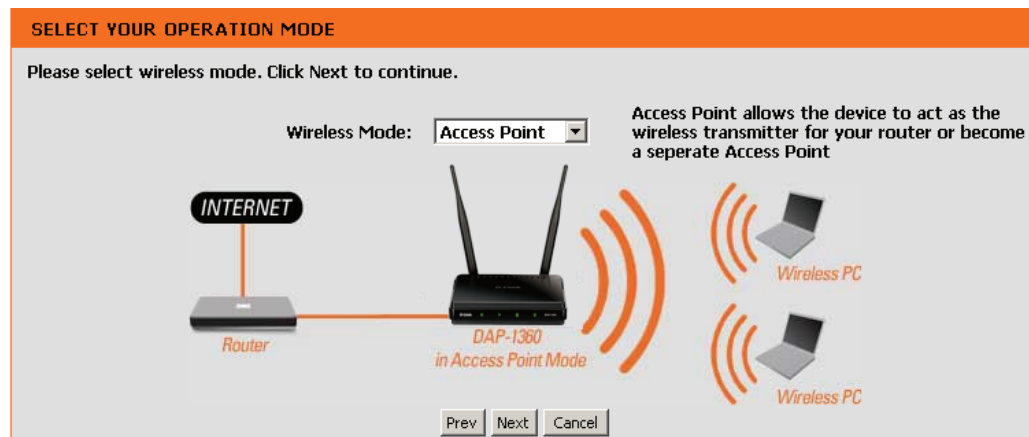 SELECT YOUR OPERATION MODE
Please select wireless mode. Click Next to continue.
Wireless Mode:
Access Point
Access Point allows the device to act as the
wireless transmitter for your router or become
a seperate Access Point
INTERNET
Router
DAP-1360
in Access Point Mode
Wireless PC
Wireless PC
Prev
Next
Cancel